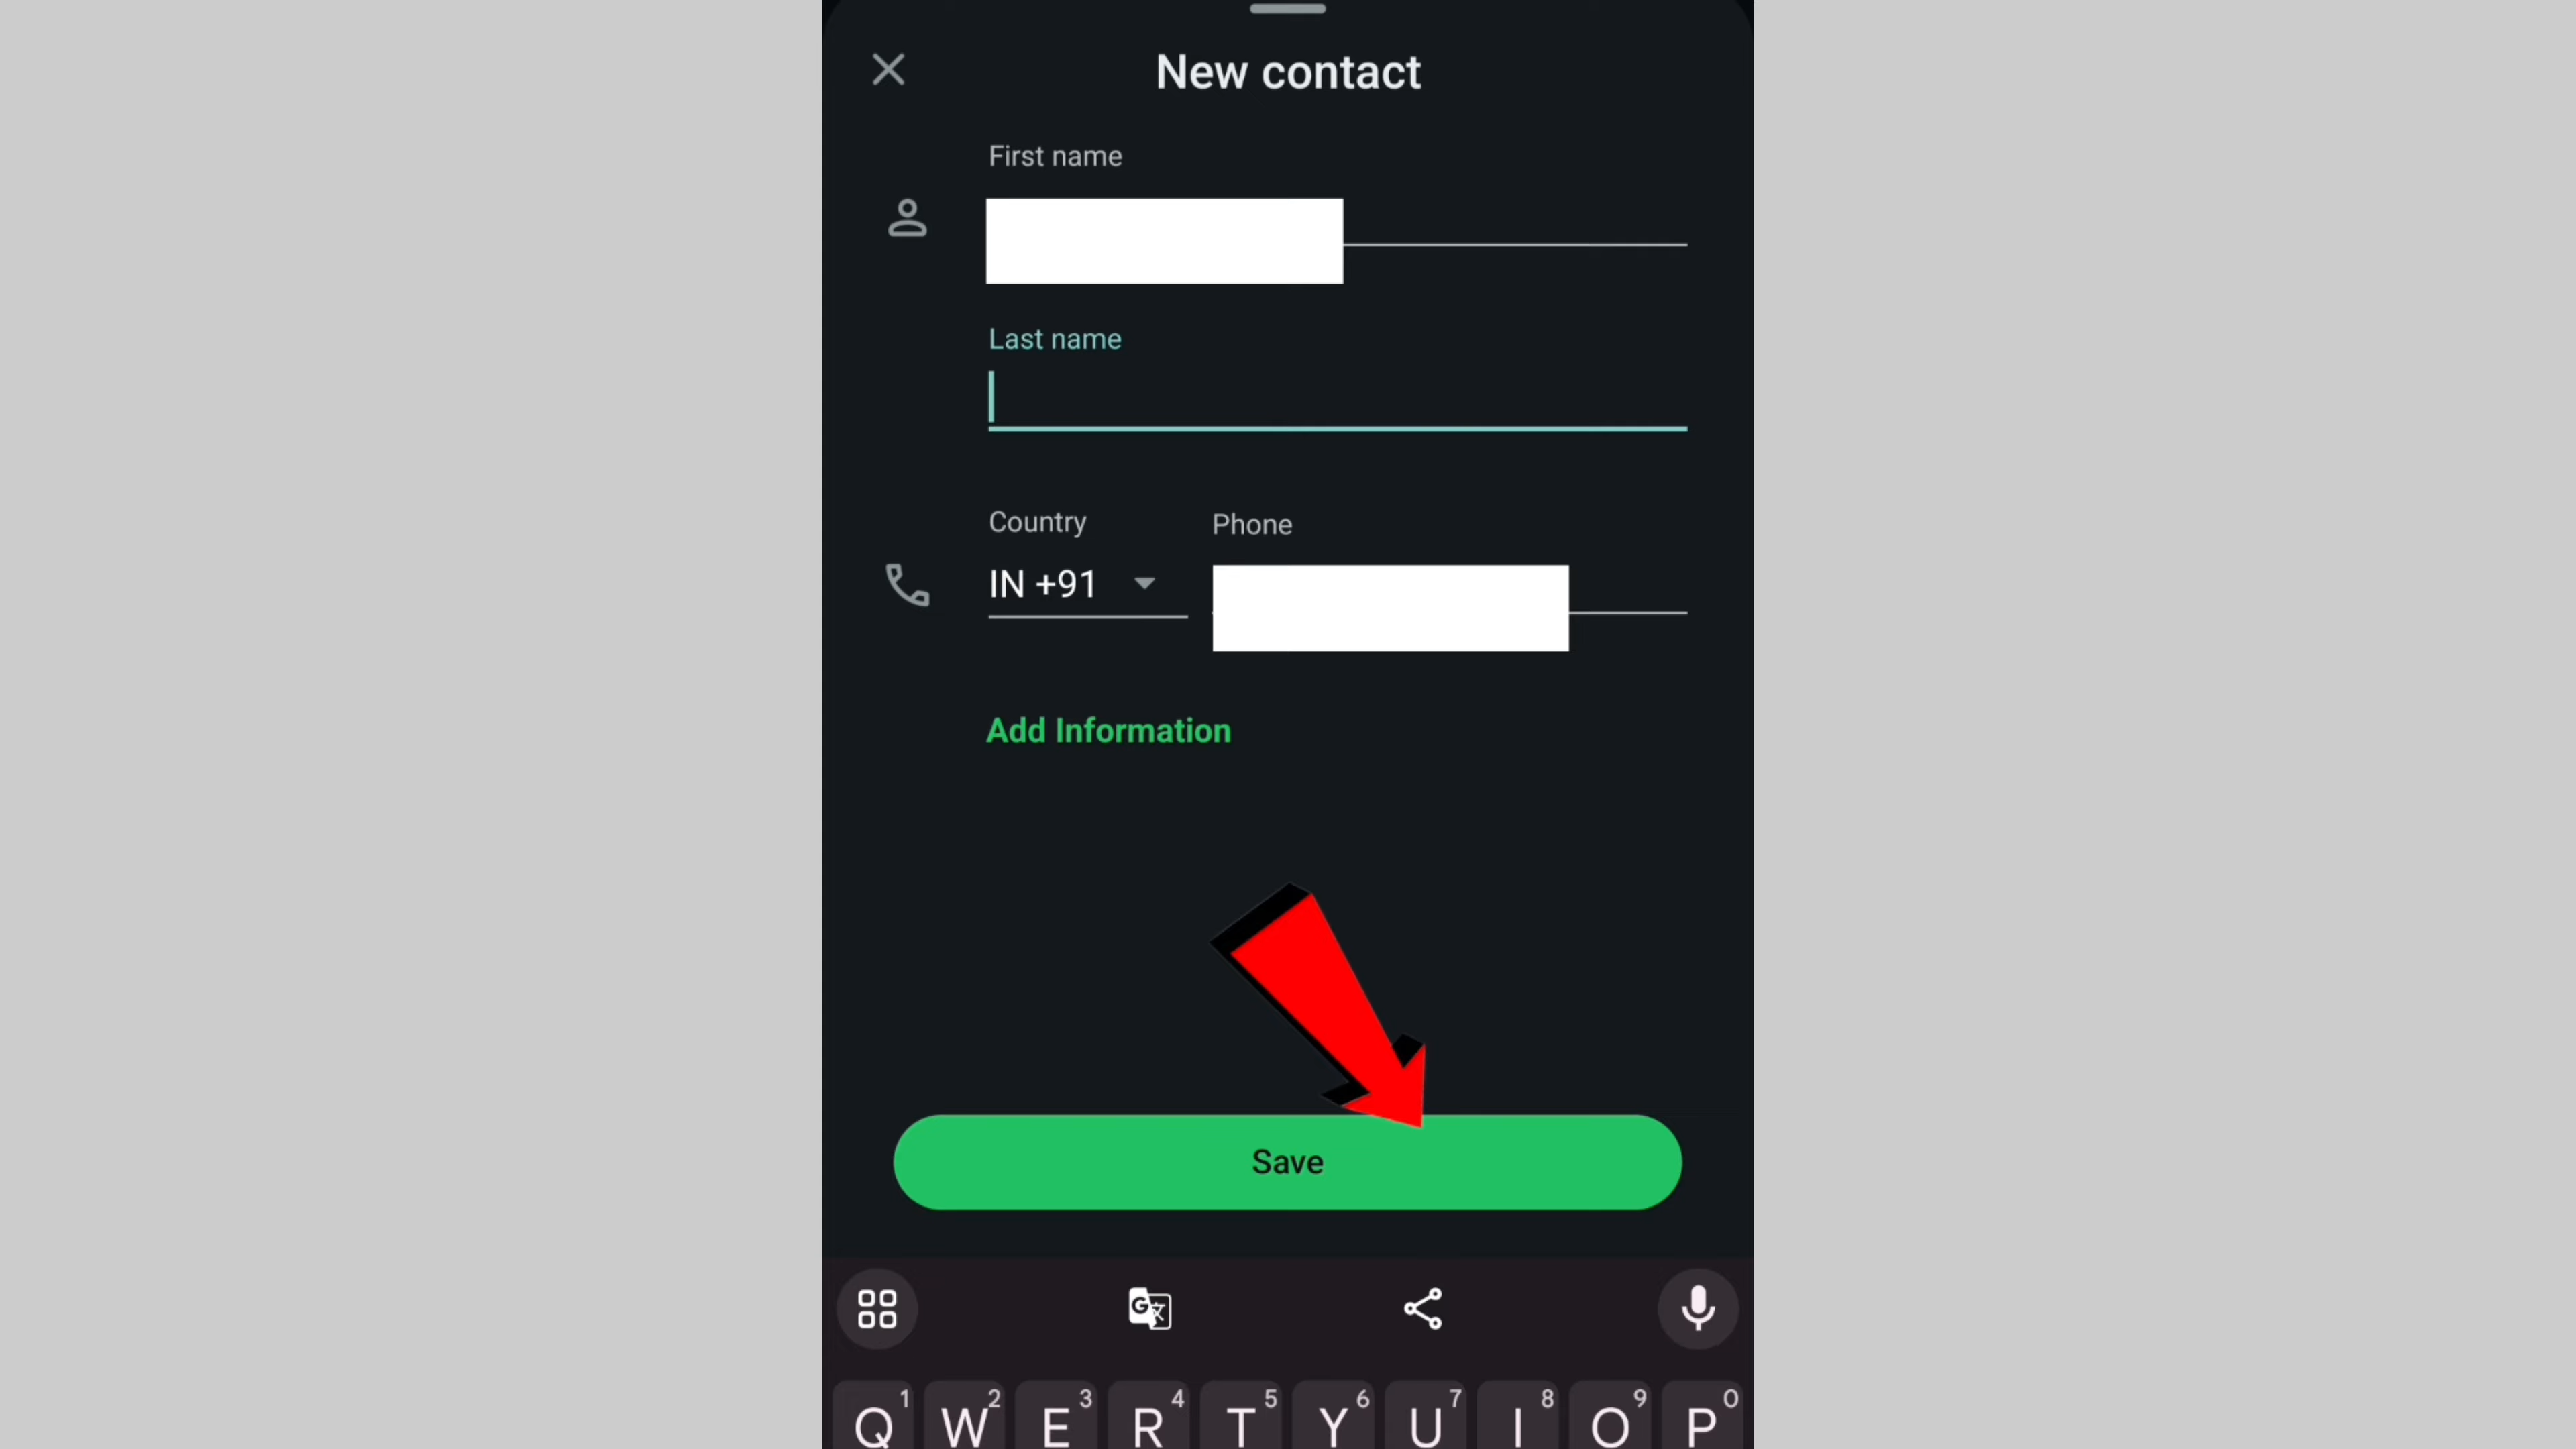 New contact
First name
Last name
Country
Phone
IN +91
Add Information
Save
1 2 3 4 5 6 7 8 9 0
Q W E R T Y U I O P